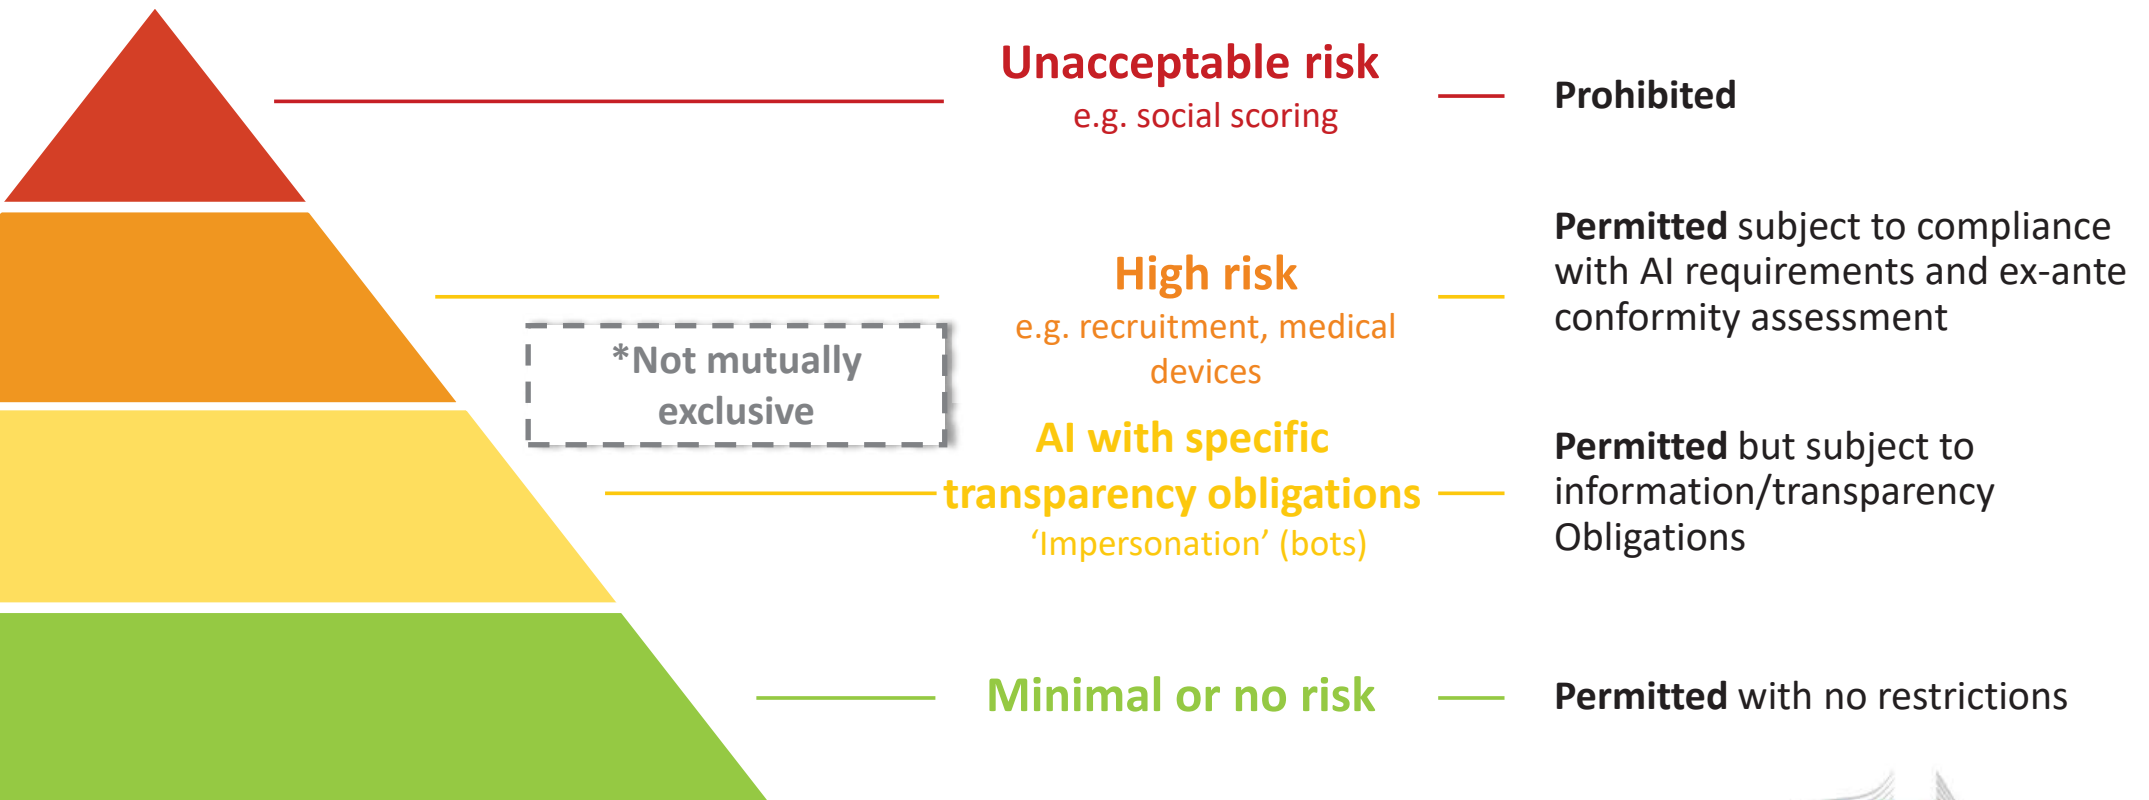 Unacceptable risk
e.g. social scoring
Prohibited
High risk
e.g. recruitment, medical
devices
Permitted subject to compliance
with AI requirements and ex-ante
conformity assessment
*Not mutually
exclusive
AI with specific
transparency obligations
‘Impersonation’ (bots)
Permitted but subject to
information/transparency
Obligations
Minimal or no risk
Permitted with no restrictions